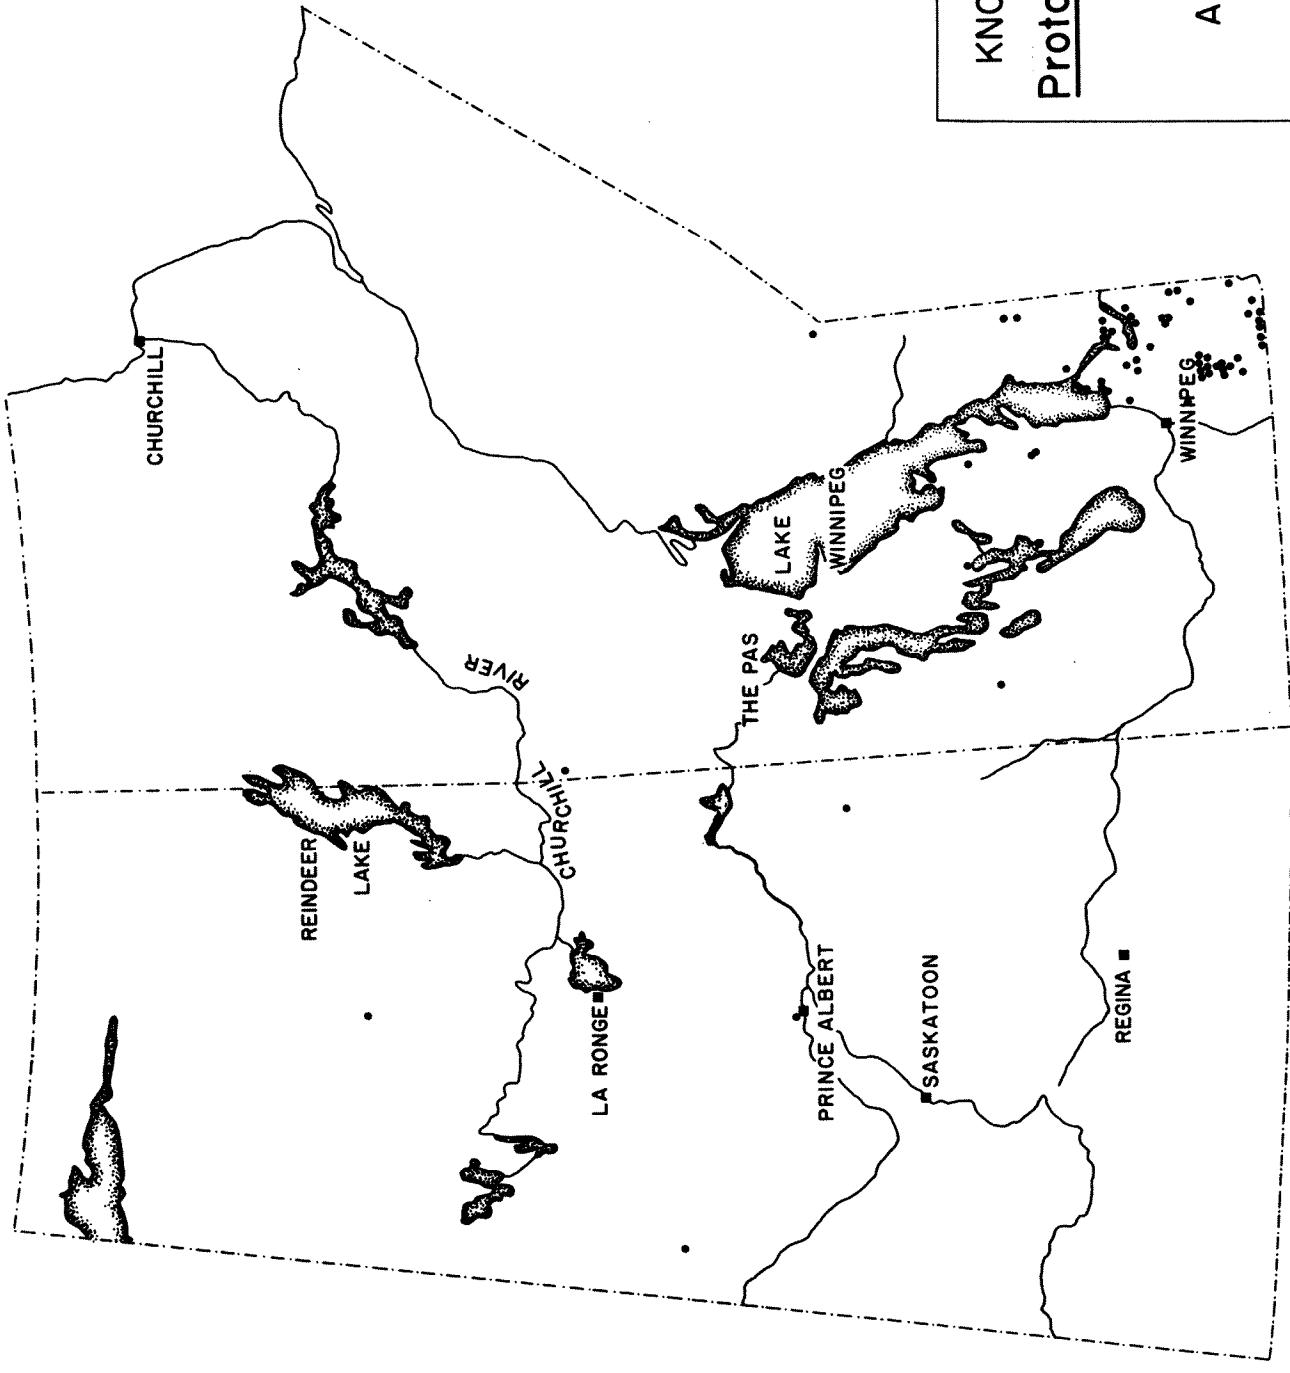 KNO
Proto
A
CHURCHILL
RIVER
CHURCHILL
REINDEER
LAKE
LA RONGE
THE PAS
LAKE
WINNIPEG
WINNIPEG
PRINCE ALBERT
SASKATOON
REGINA